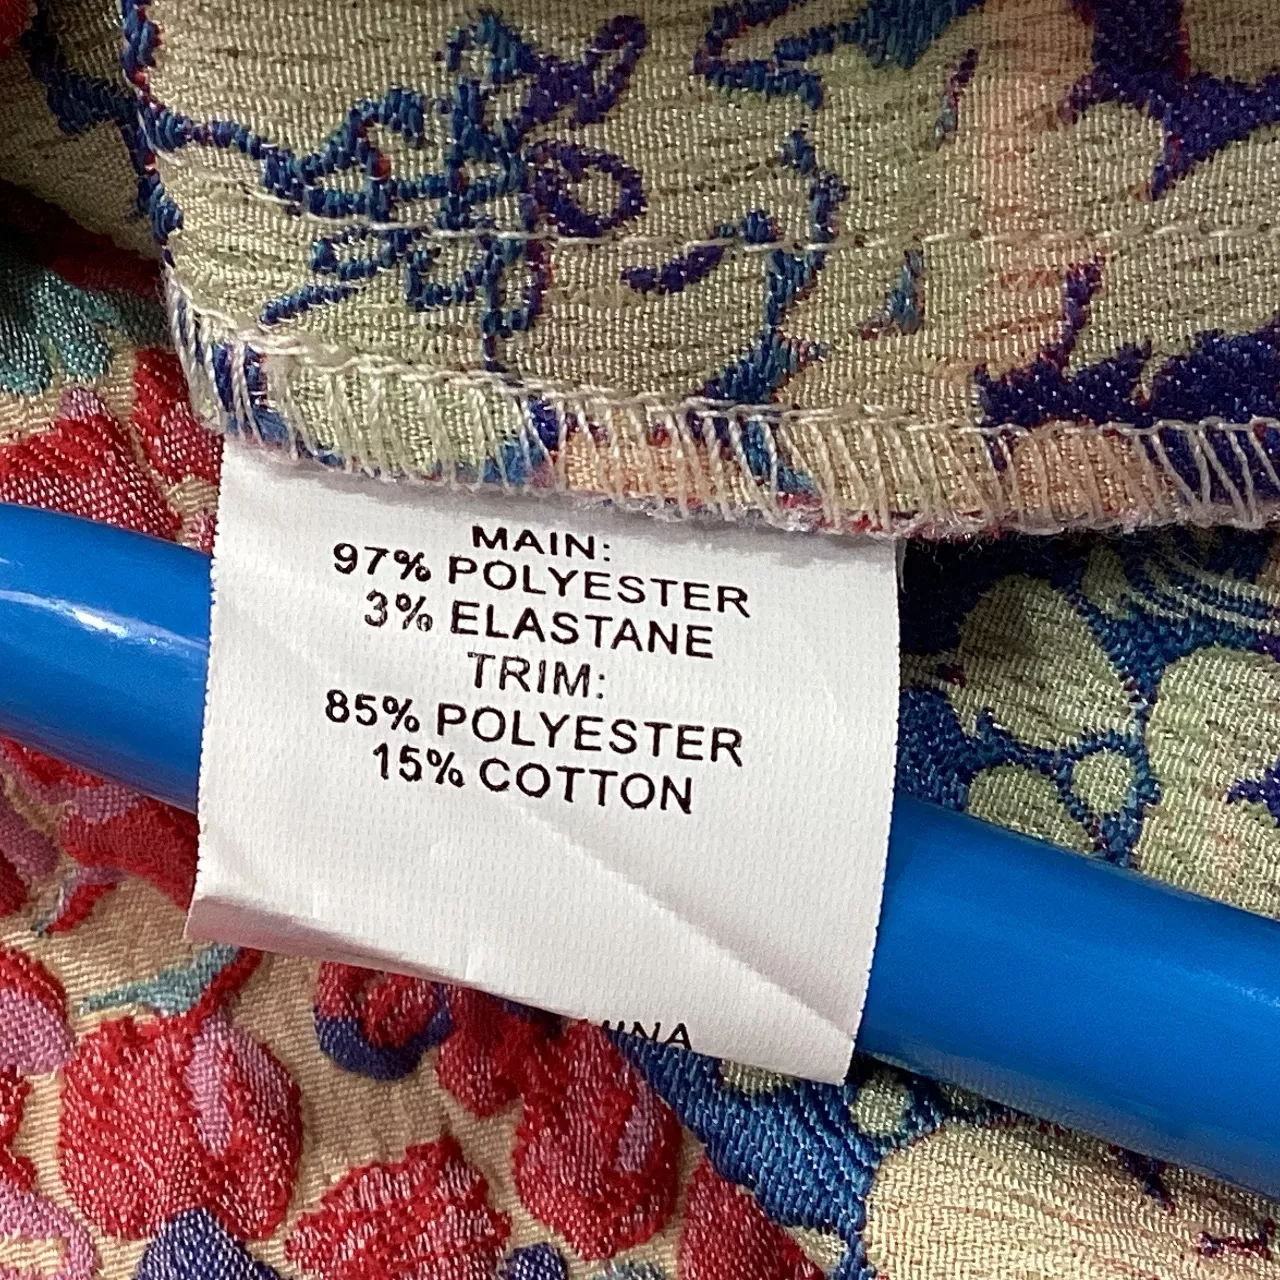 MAIN:
97% POLYESTER
3% ELASTANE
TRIM:
85% POLYESTER
15% COTTON